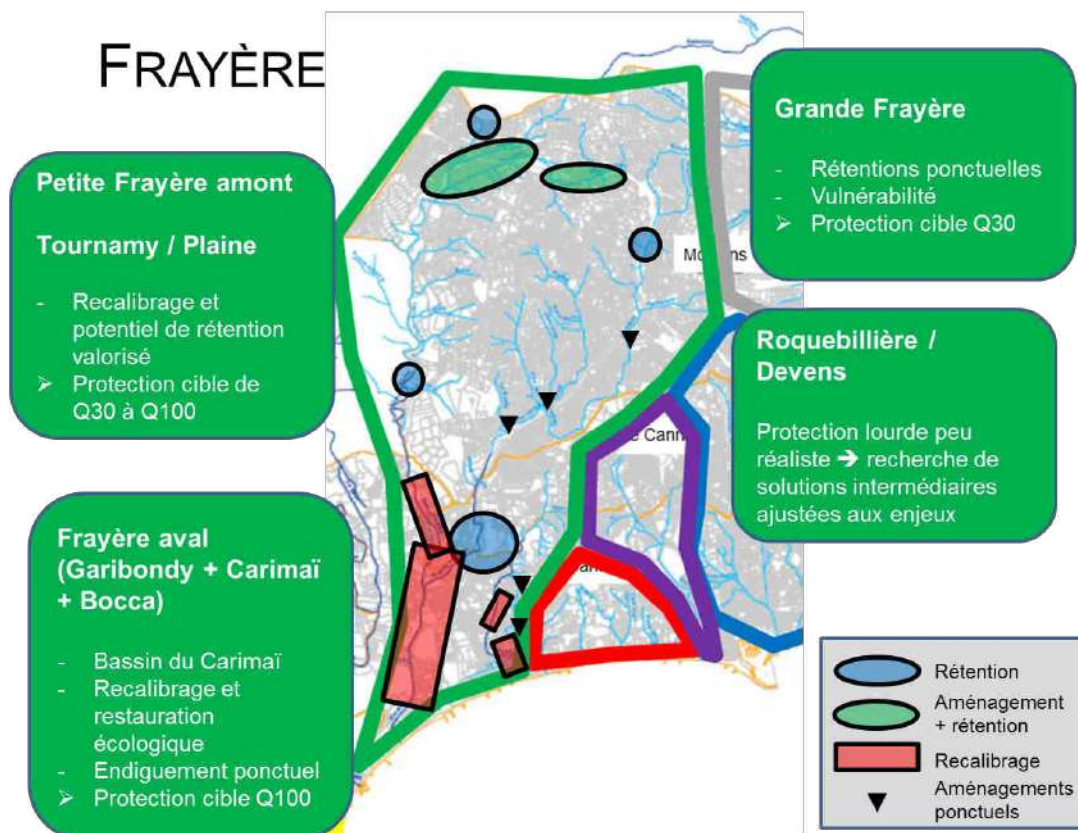 FRAYÈRE
Petite Frayère amont
Tournamy / Plaine
- Recalibrage et
potentiel de rétention
valorisé
➢ Protection cible de
Q30 à Q100
Frayère aval
(Garibondy + Carimaï
+ Bocca)
- Bassin du Carimaï
- Recalibrage et
restauration
écologique
- Endiguement ponctuel
➢ Protection cible Q100
Grande Frayère
- Rétentions ponctuelles
- Vulnérabilité
➢ Protection cible Q30
Roquebillière /
Devens
Protection lourde peu
réaliste ➔ recherche de
solutions intermédiaires
ajustées aux enjeux
Rétention
Aménagement
+ rétention
Recalibrage
Aménagements
ponctuels